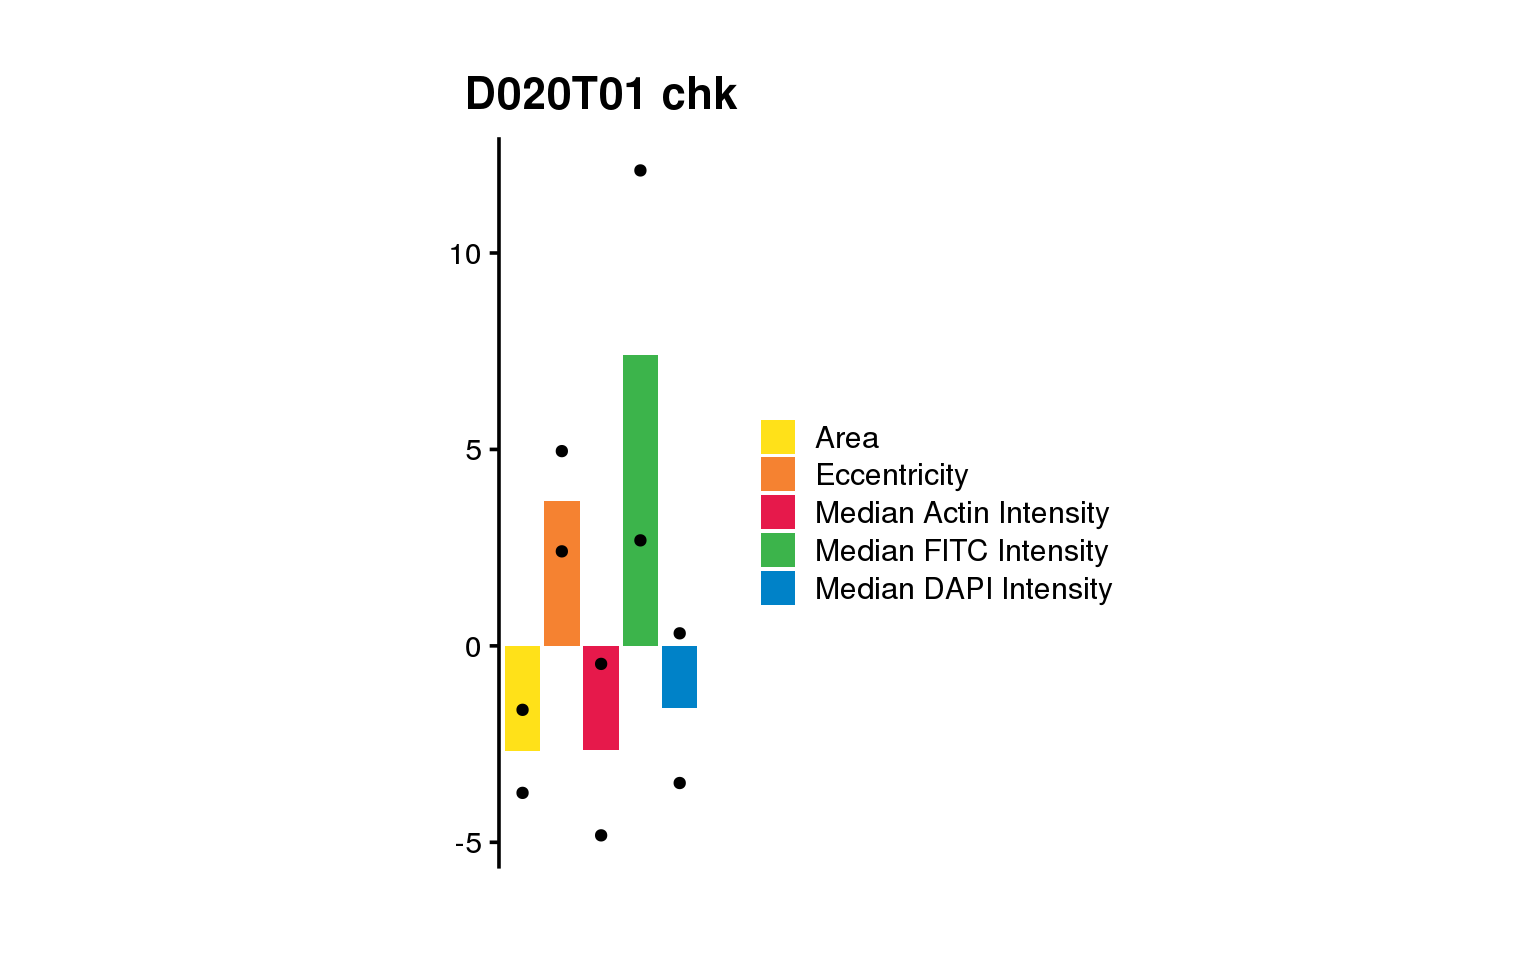 D020T01 chk
10
5
0
-5
Area
Eccentricity
Median Actin Intensity
Median FITC Intensity
Median DAPI Intensity